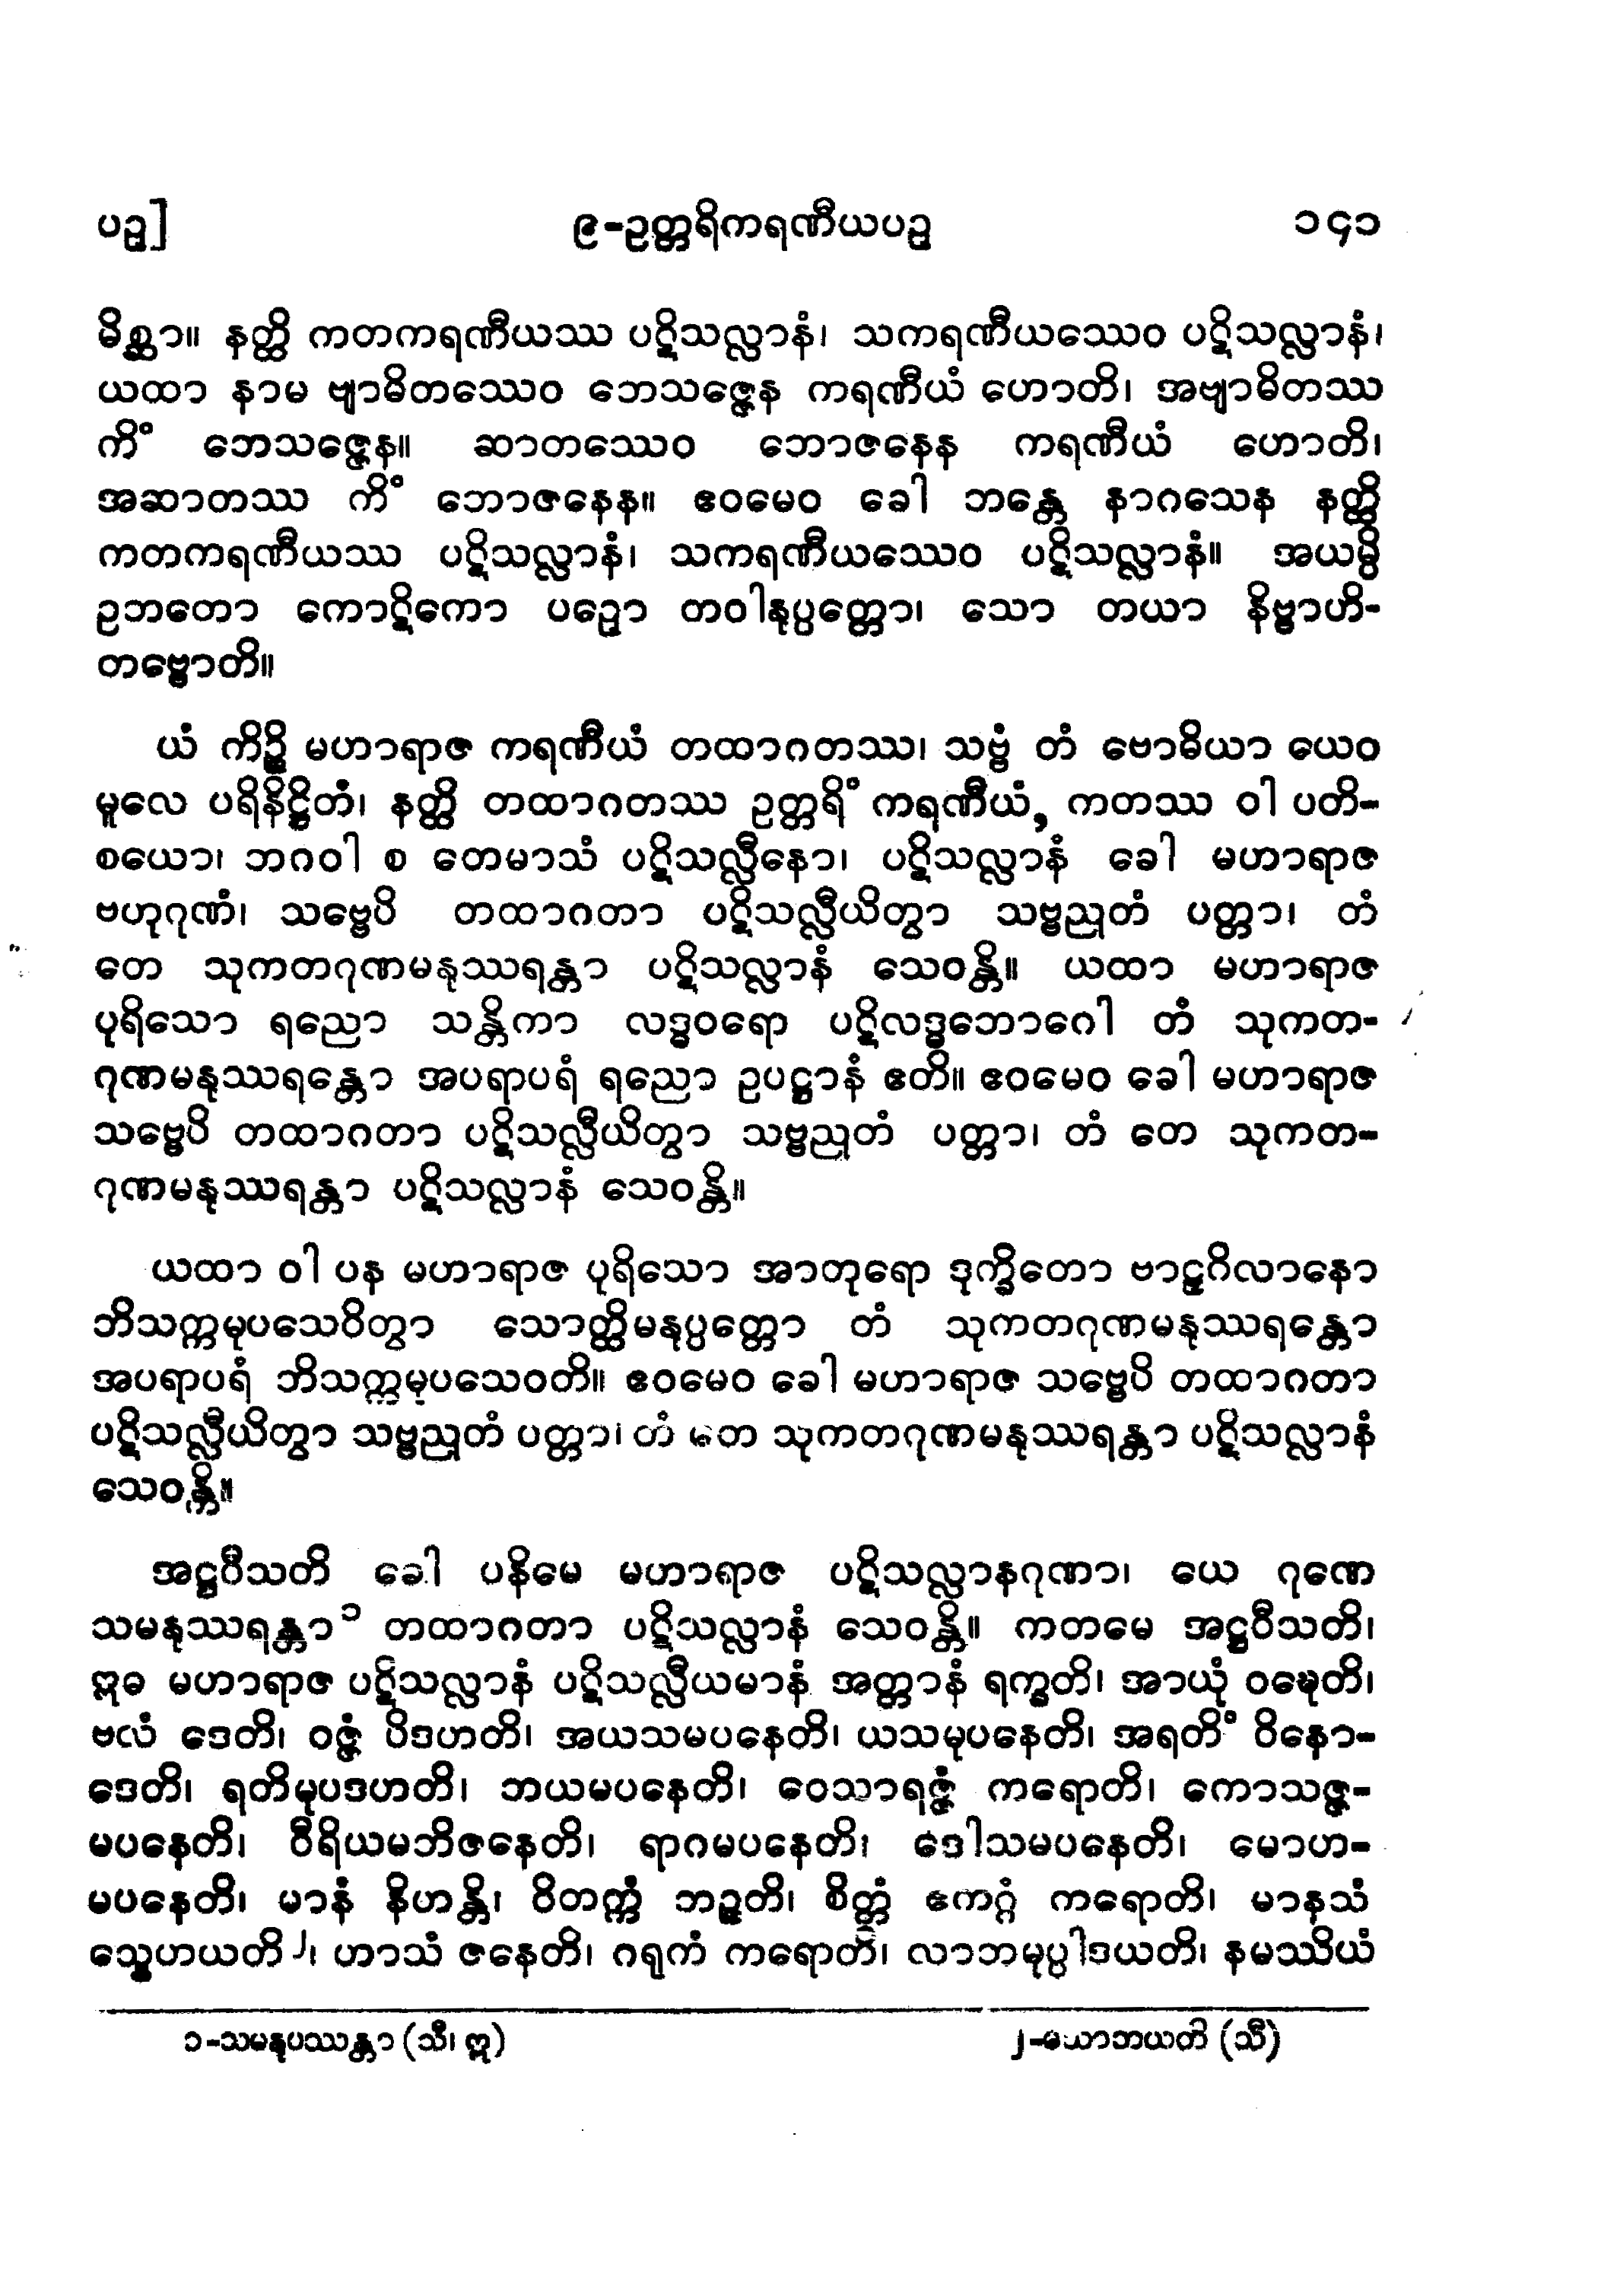 ပဉှ]
၉-ဥတ္တရိကရဏီယပဉှ
၁၄၁
မိစ္ဆာ။ နတ္ထိ ကတကရဏီယဿ ပဋိသလ္လာနံ၊ သကရဏီယဿေဝ ပဋိသလ္လာနံ၊
ယထာ နာမ ဗျာဓိတဿေဝ ဘေသဇ္ဇေန ကရဏီယံ ဟောတိ၊ အဗျာဓိတဿ
ကိံ ဘေသဇ္ဇေန။ ဆာတဿေဝ ဘောဇနေန ကရဏီယံ ဟောတိ၊
အဆာတဿ ကိံ ဘောဇနေန။ ဧဝမေဝ ခေါ ဘန္တေ နာဂသေန နတ္ထိ
ကတကရဏီယဿ ပဋိသလ္လာနံ၊ သကရဏီယဿေဝ ပဋိသလ္လာနံ။ အယမ္ပိ
ဥဘတော ကောဋိကော ပဉှော တဝါနုပ္ပတ္တော၊ သော တယာ နိဗ္ဗာဟိ-
တဗ္ဗောတိ။
ယံ ကိဉ္စိ မဟာရာဇ ကရဏီယံ တထာဂတဿ၊ သဗ္ဗံ တံ ဗောဓိယာ ယေဝ
မူလေ ပရိနိဋ္ဌိတံ၊ နတ္ထိ တထာဂတဿ ဥတ္တရိံ ကရဏီယံ, ကတဿ ဝါ ပတိ-
စယော၊ ဘဂဝါ စ တေမာသံ ပဋိသလ္လီနော၊ ပဋိသလ္လာနံ ခေါ မဟာရာဇ
ဗဟုဂုဏံ၊ သဗ္ဗေပိ တထာဂတာ ပဋိသလ္လီယိတွာ သဗ္ဗညုတံ ပတ္တာ၊ တံ
တေ သုကတဂုဏမနုဿရန္တာ ပဋိသလ္လာနံ သေဝန္တိ။ ယထာ မဟာရာဇ
ပုရိသော ရညော သန္တိကာ လဒ္ဓဝရော ပဋိလဒ္ဓဘောဂေါ တံ သုကတ-
ဂုဏမနုဿရန္တော အပရာပရံ ရညော ဥပဋ္ဌာနံ ဧတိ။ ဧဝမေဝ ခေါ မဟာရာဇ
သဗ္ဗေပိ တထာဂတာ ပဋိသလ္လီယိတွာ သဗ္ဗညုတံ ပတ္တာ၊ တံ တေ သုကတ-
ဂုဏမနုဿရန္တာ ပဋိသလ္လာနံ သေဝန္တိ။
ယထာ ဝါ ပန မဟာရာဇ ပုရိသော အာတုရော ဒုက္ခိတော ဗာဠှဂိလာနော
ဘိသက္ကမုပသေဝိတွာ သောတ္ထိမနုပ္ပတ္တော တံ သုကတဂုဏမနုဿရန္တော
အပရာပရံ ဘိသက္ကမုပသေဝတိ။ ဧဝမေဝ ခေါ မဟာရာဇ သဗ္ဗေပိ တထာဂတာ
ပဋိသလ္လီယိတွာ သဗ္ဗညုတံ ပတ္တာ၊ တံ တေ သုကတဂုဏမနုဿရန္တာ ပဋိသလ္လာနံ
သေဝန္တိ။
အဋ္ဌဝီသတိ ခေါ ပနိမေ မဟာရာဇ ပဋိသလ္လာနဂုဏာ၊ ယေ ဂုဏေ
သမနုဿရန္တာ၁ တထာဂတာ ပဋိသလ္လာနံ သေဝန္တိ။ ကတမေ အဋ္ဌဝီသတိ၊
ဣဓ မဟာရာဇ ပဋိသလ္လာနံ ပဋိသလ္လီယမာနံ အတ္တာနံ ရက္ခတိ၊ အာယုံ ဝဍ္ဎေတိ၊
ဗလံ ဒေတိ၊ ဝဇ္ဇံ ပိဒဟတိ၊ အယသမပနေတိ၊ ယသမုပနေတိ၊ အရတိံ ဝိနော-
ဒေတိ၊ ရတိမုပဒဟတိ၊ ဘယမပနေတိ၊ ဝေသာရဇ္ဇံ ကရောတိ၊ ကောသဇ္ဇ-
မပနေတိ၊ ဝီရိယမဘိဇနေတိ၊ ရာဂမပနေတိ၊ ဒေါသမပနေတိ၊ မောဟ-
မပနေတိ၊ မာနံ နိဟန္တိ၊ ဝိတက္ကံ ဘဉ္ဇတိ၊ စိတ္တံ ဧကဂ္ဂံ ကရောတိ၊ မာနသံ
သ္နေဟယတိ၂၊ ဟာသံ ဇနေတိ၊ ဂရုကံ ကရောတိ၊ လာဘမုပ္ပါဒယတိ၊ နမဿိယံ
၁-သမနုပဿန္တာ (သီ၊ ဣ)
၂-သောဘယတိ (သီ)